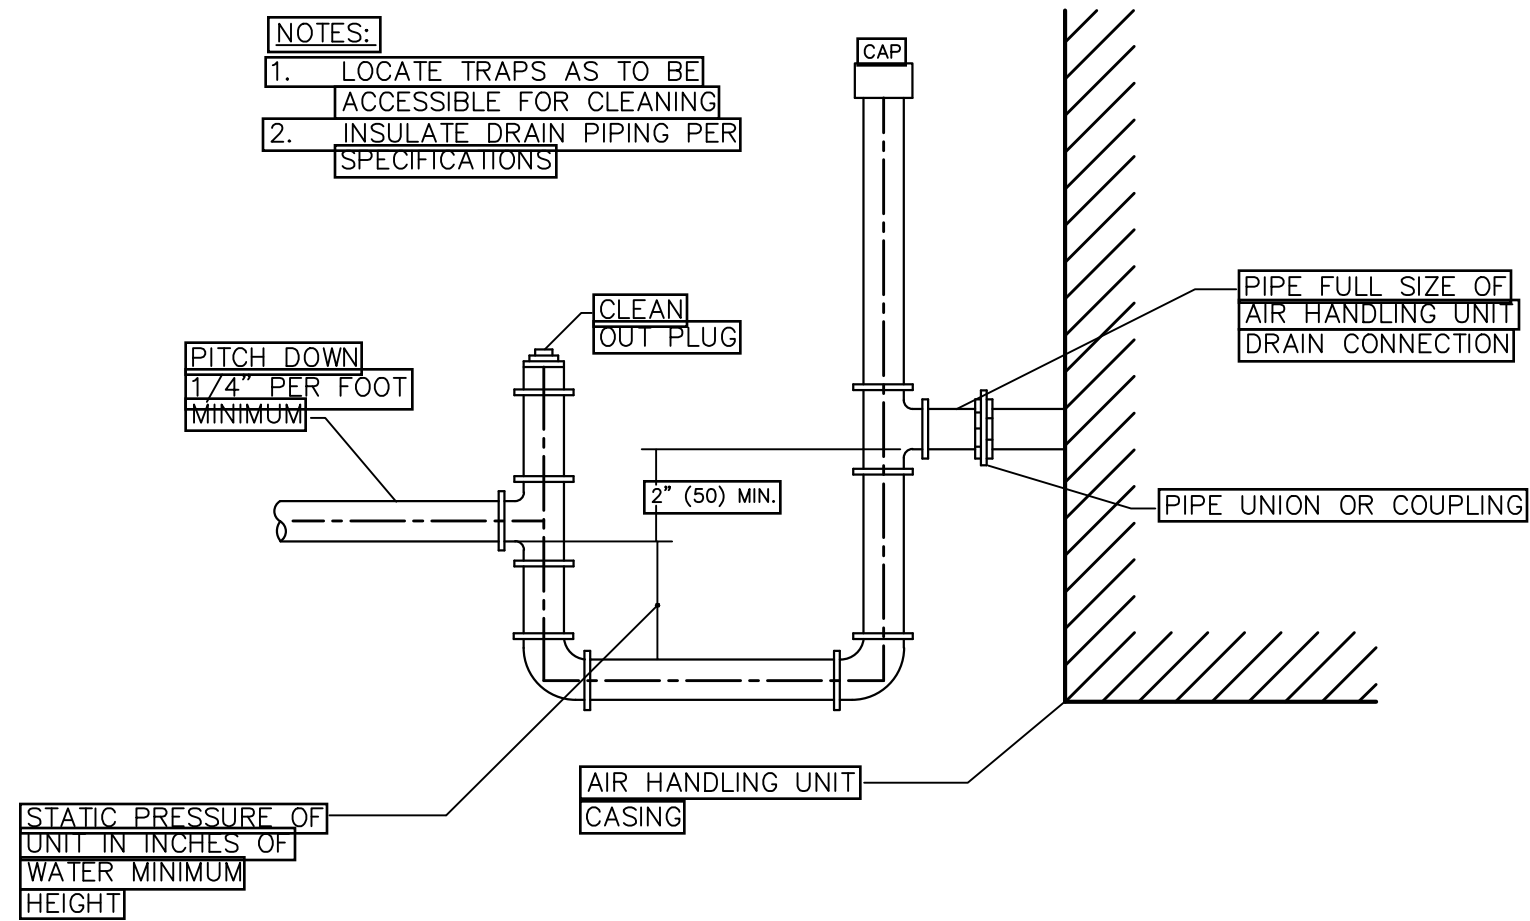 NOTES:
1. LOCATE TRAPS AS TO BE
ACCESSIBLE FOR CLEANING
2. INSULATE DRAIN PIPING PER
SPECIFICATIONS
CAP
PIPE FULL SIZE OF
AIR HANDLING UNIT
DRAIN CONNECTION
CLEAN
OUT PLUG
PITCH DOWN
1/4" PER FOOT
MINIMUM
2" (50) MIN.
PIPE UNION OR COUPLING
AIR HANDLING UNIT
CASING
STATIC PRESSURE OF
UNIT IN INCHES OF
WATER MINIMUM
HEIGHT